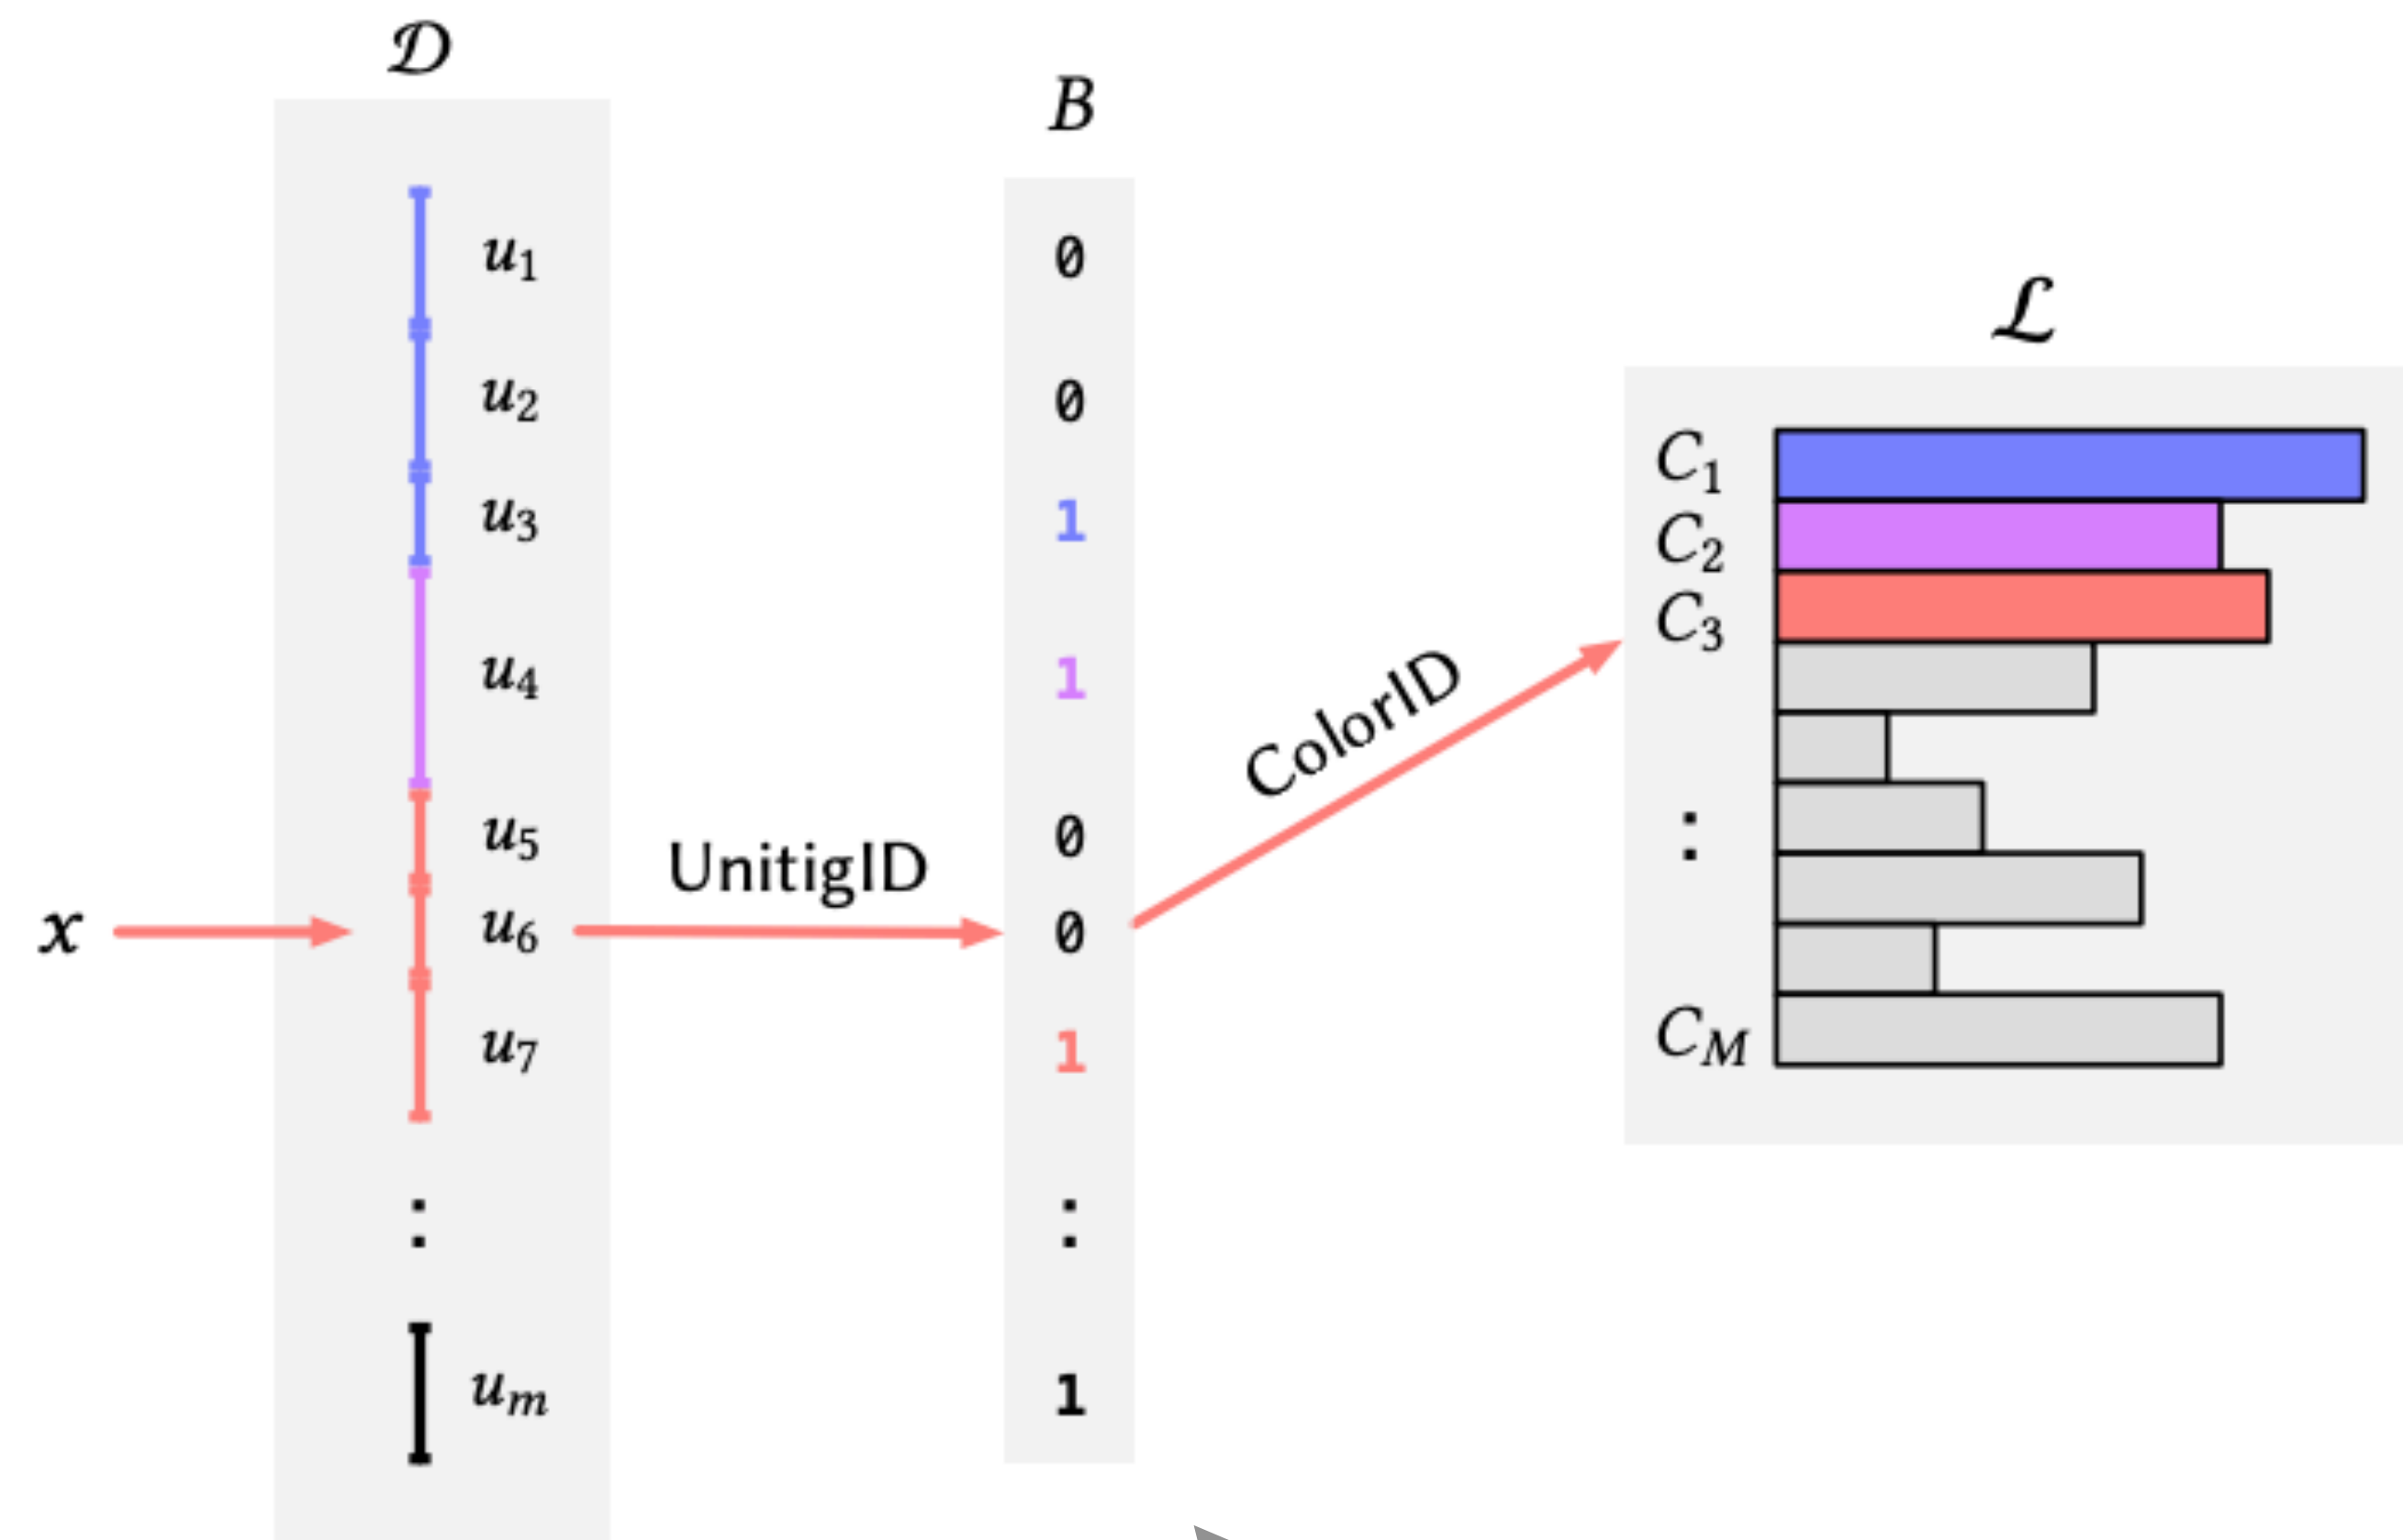 𝒟
B
ℒ
u₁
0
u₂
0
u₃
1
u₄
1
u₅
0
x
u₆
UnitigID
0
ColorID
u₇
1
:
:
uₘ
1
C₁
C₂
C₃
:
C_M